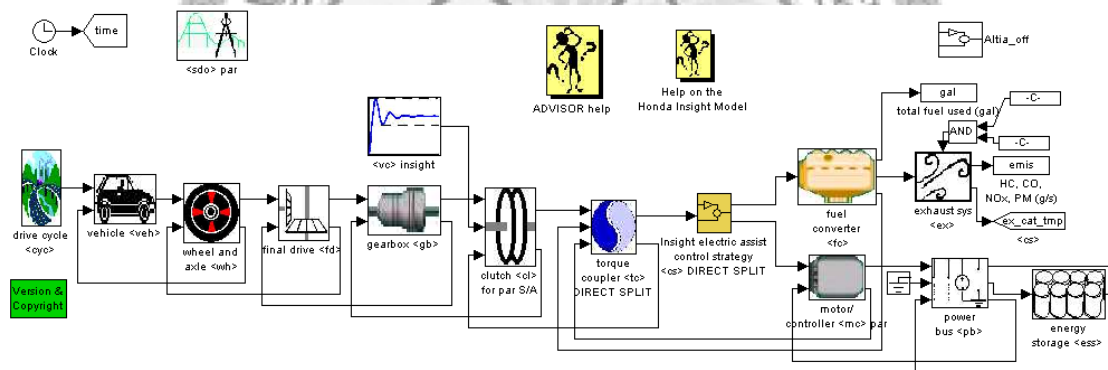 Clock
time
<sdo> par
ADVISOR help
Help on the
Honda Insight Model
Altia_off
gal
total fuel used (gal)
-C-
AND
-C-
emis
HC, CO,
NOx, PM (g/s)
exhaust sys
<ex>
ex_cat_tmp
<cs>
<vc> insight
drive cycle
<cyc>
vehicle <veh>
wheel and
axle <wh>
final drive <fd>
gearbox <gb>
clutch <cl>
for par S/A
torque
coupler <tc>
DIRECT SPLIT
Insight electric assist
control strategy
<cs> DIRECT SPLIT
fuel
converter
<fc>
motor/
controller <mc> par
power
bus <pb>
energy
storage <ess>
Version &
Copyright